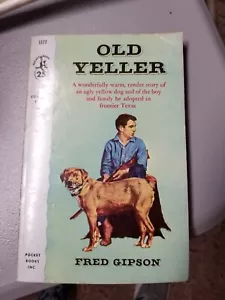 OLD
YELLER
A wonderfully warm, tender story of
an ugly yellow dog and of the boy
and family he adopted in
frontier Texas
FRED GIPSON
POCKET
BOOKS
INC.